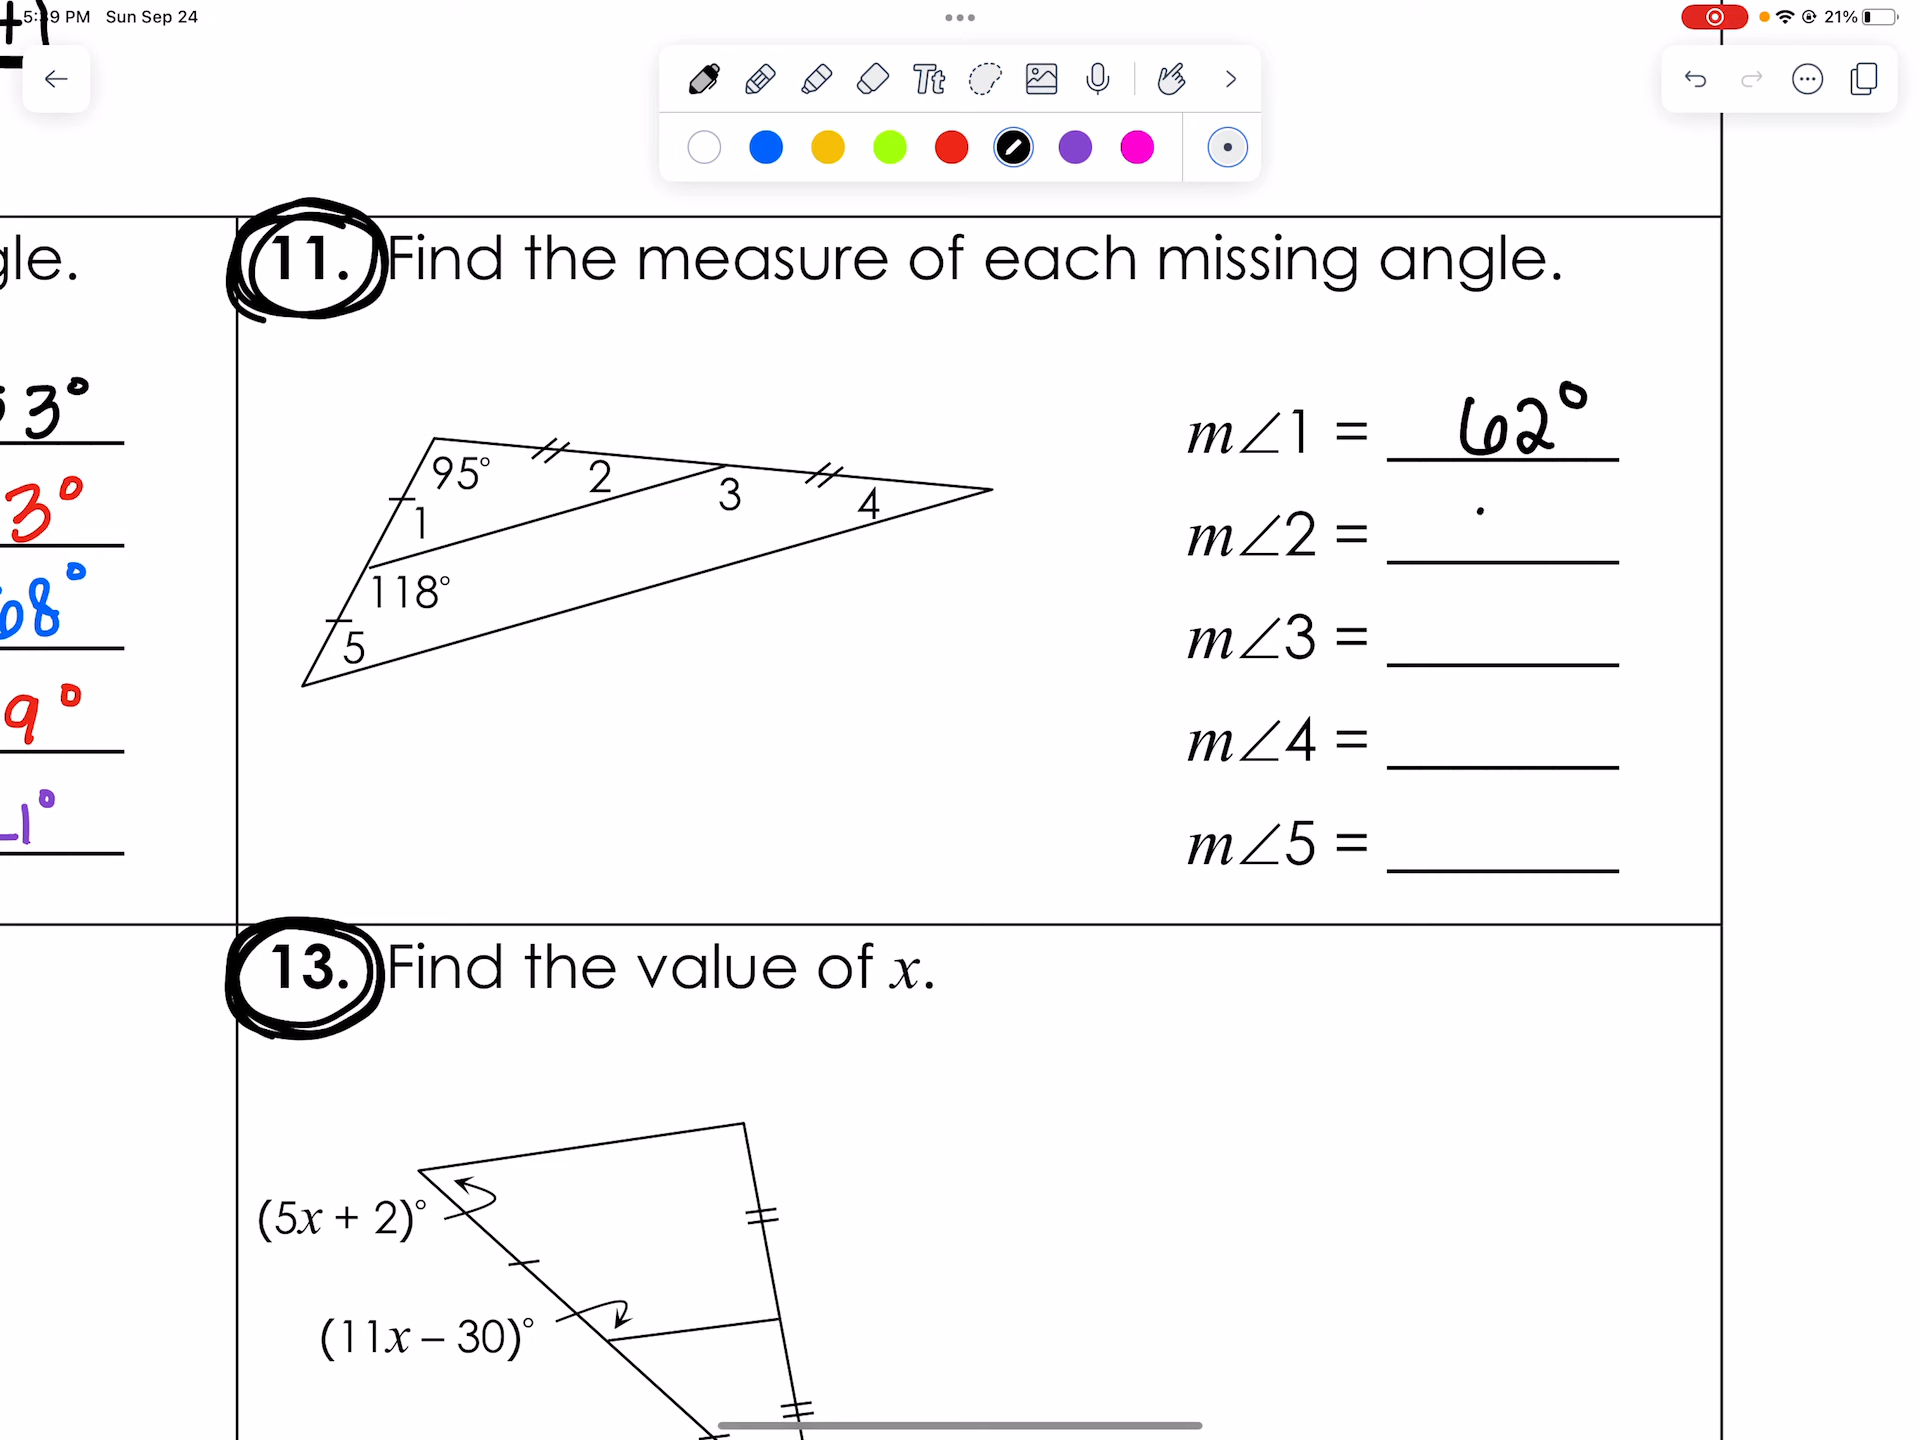 5:39 PM Sun Sep 24
21%
Tt
gle.
11. Find the measure of each missing angle.
3°
3°
68°
9°
1°
95°
2
3
4
1
118°
5
m∠1 = 62°
m∠2 =
m∠3 =
m∠4 =
m∠5 =
13. Find the value of x.
(5x + 2)°
(11x – 30)°